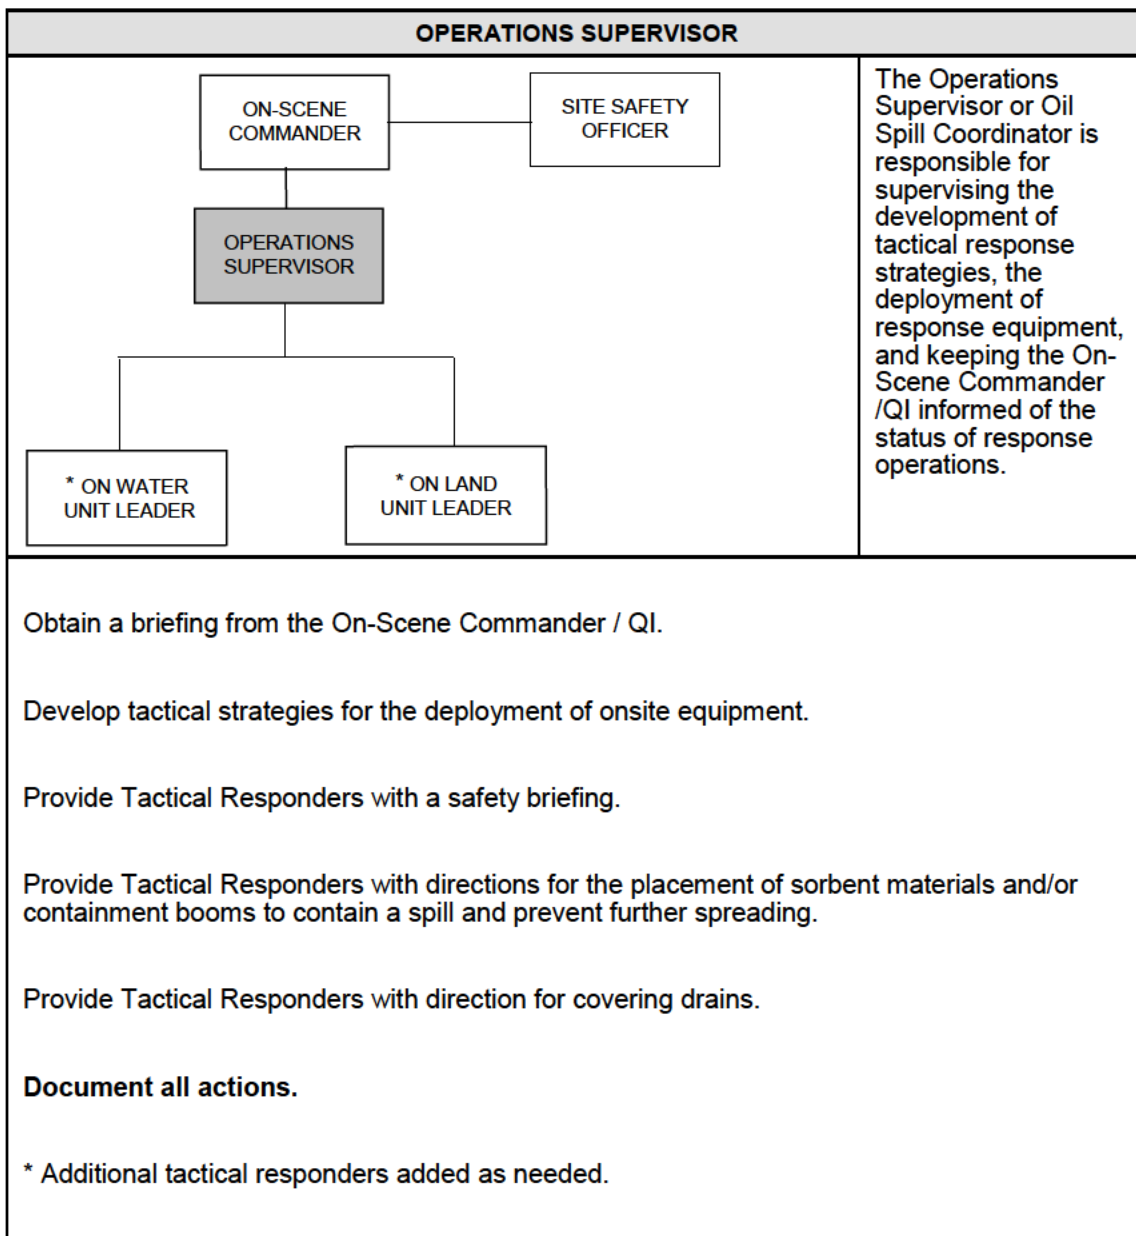 OPERATIONS SUPERVISOR
ON-SCENE
COMMANDER
SITE SAFETY
OFFICER
OPERATIONS
SUPERVISOR
* ON WATER
UNIT LEADER
* ON LAND
UNIT LEADER
The Operations
Supervisor or Oil
Spill Coordinator is
responsible for
supervising the
development of
tactical response
strategies, the
deployment of
response equipment,
and keeping the On-
Scene Commander
/QI informed of the
status of response
operations.
Obtain a briefing from the On-Scene Commander / QI.
Develop tactical strategies for the deployment of onsite equipment.
Provide Tactical Responders with a safety briefing.
Provide Tactical Responders with directions for the placement of sorbent materials and/or
containment booms to contain a spill and prevent further spreading.
Provide Tactical Responders with direction for covering drains.
Document all actions.
* Additional tactical responders added as needed.